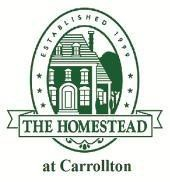 ESTABLISHED 1999
THE HOMESTEAD
at Carrollton